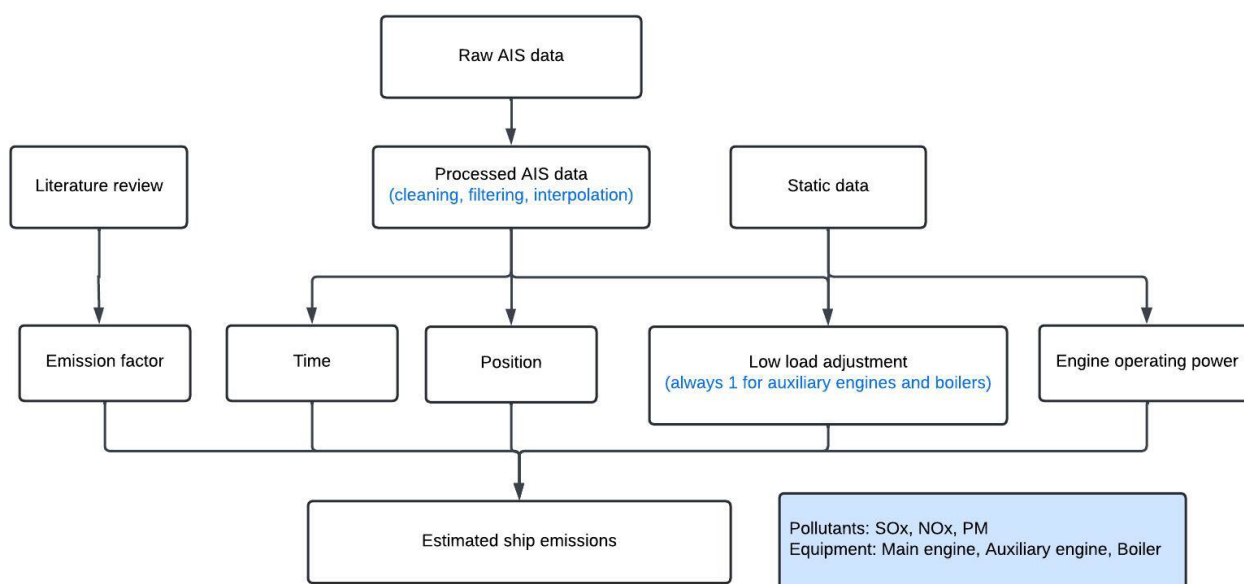 Raw AIS data
Literature review
Processed AIS data
(cleaning, filtering, interpolation)
Static data
Emission factor
Time
Position
Low load adjustment
(always 1 for auxiliary engines and boilers)
Engine operating power
Estimated ship emissions
Pollutants: SOx, NOx, PM
Equipment: Main engine, Auxiliary engine, Boiler